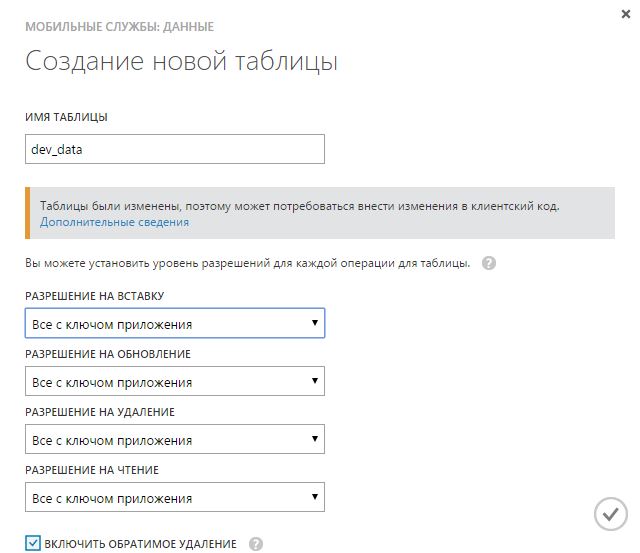 МОБИЛЬНЫЕ СЛУЖБЫ: ДАННЫЕ
Создание новой таблицы
ИМЯ ТАБЛИЦЫ
dev_data
Таблицы были изменены, поэтому может потребоваться внести изменения в клиентский код.
Дополнительные сведения
Вы можете установить уровень разрешений для каждой операции для таблицы. ?
РАЗРЕШЕНИЕ НА ВСТАВКУ
Все с ключом приложения
РАЗРЕШЕНИЕ НА ОБНОВЛЕНИЕ
Все с ключом приложения
РАЗРЕШЕНИЕ НА УДАЛЕНИЕ
Все с ключом приложения
РАЗРЕШЕНИЕ НА ЧТЕНИЕ
Все с ключом приложения
ВКЛЮЧИТЬ ОБРАТИМОЕ УДАЛЕНИЕ ?